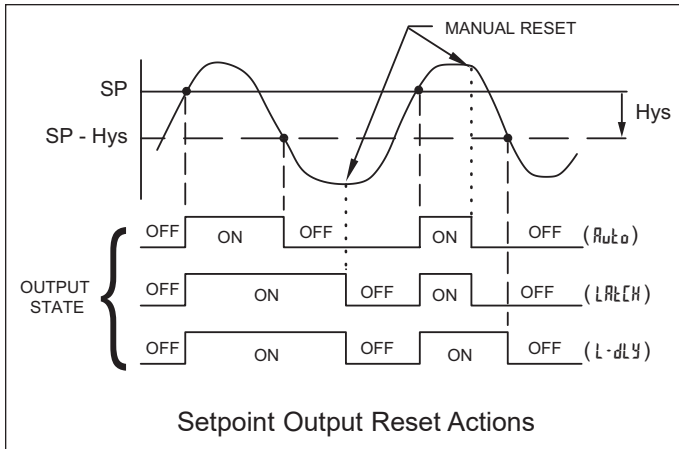 MANUAL RESET
SP
Hys
SP - Hys
OFF ON OFF ON OFF (Auto)
OUTPUT STATE
OFF ON OFF ON OFF (LAtCH)
OFF ON OFF ON OFF (L-dLY)
Setpoint Output Reset Actions